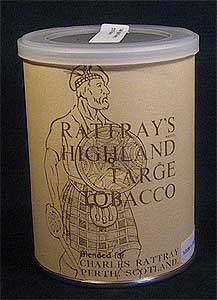 RATTRAY'S
HIGHLAND
TARGE
TOBACCO
Blended for
CHARLES RATTRAY
PERTH, SCOTLAND